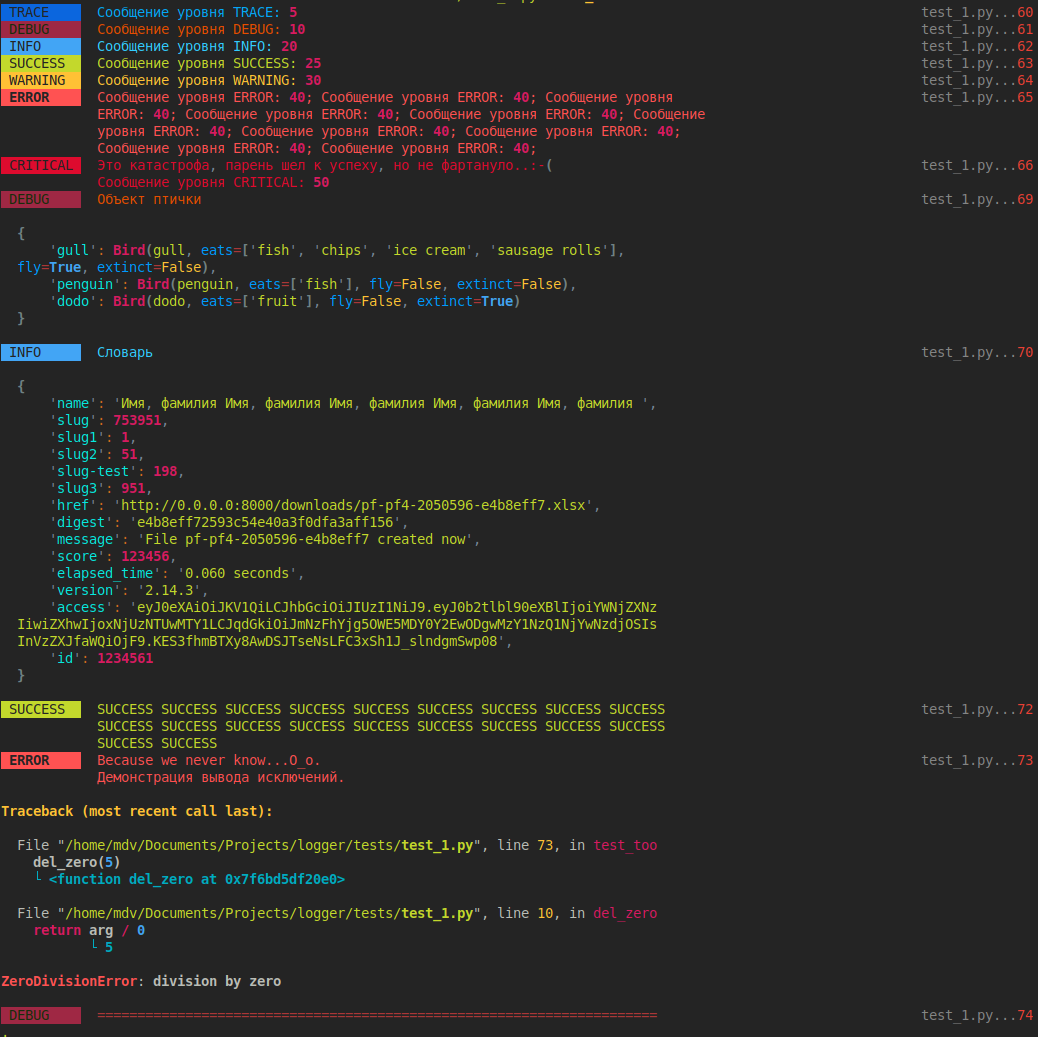 TRACE Сообщение уровня TRACE: 5 test_1.py...60
DEBUG Сообщение уровня DEBUG: 10 test_1.py...61
INFO Сообщение уровня INFO: 20 test_1.py...62
SUCCESS Сообщение уровня SUCCESS: 25 test_1.py...63
WARNING Сообщение уровня WARNING: 30 test_1.py...64
ERROR Сообщение уровня ERROR: 40; Сообщение уровня ERROR: 40; Сообщение уровня test_1.py...65
ERROR: 40; Сообщение уровня ERROR: 40; Сообщение уровня ERROR: 40; Сообщение
уровня ERROR: 40; Сообщение уровня ERROR: 40; Сообщение уровня ERROR: 40;
Сообщение уровня ERROR: 40; Сообщение уровня ERROR: 40;
CRITICAL Это катастрофа, парень шел к успеху, но не фартануло..:-( test_1.py...66
Сообщение уровня CRITICAL: 50
DEBUG Объект птички test_1.py...69
{
'gull': Bird(gull, eats=['fish', 'chips', 'ice cream', 'sausage rolls'],
fly=True, extinct=False),
'penguin': Bird(penguin, eats=['fish'], fly=False, extinct=False),
'dodo': Bird(dodo, eats=['fruit'], fly=False, extinct=True)
}
INFO Словарь test_1.py...70
{
'name': 'Имя, фамилия Имя, фамилия Имя, фамилия Имя, фамилия Имя, фамилия ',
'slug': 753951,
'slug1': 1,
'slug2': 51,
'slug-test': 198,
'slug3': 951,
'href': 'http://0.0.0.0:8000/downloads/pf-pf4-2050596-e4b8eff7.xlsx',
'digest': 'e4b8eff72593c54e40a3f0dfa3aff156',
'message': 'File pf-pf4-2050596-e4b8eff7 created now',
'score': 123456,
'elapsed_time': '0.060 seconds',
'version': '2.14.3',
'access': 'eyJ0eXAiOiJKV1QiLCJhbGciOiJIUzI1NiJ9.eyJ0b2tlbl90eXBlIjoiYWNjZXNz
IiwiZXhwIjoxNjUzNTUwMTY1LCJqdGkiOiJmNzFhYjg5OWE5MDY0Y2EwODgwMzY1NzQ1NjYwNzdjOSIs
InVzZXJfaWQiOjF9.KES3fhmBTXy8AwDSJTseNsLFC3xSh1J_slndgmSwp08',
'id': 1234561
}
SUCCESS SUCCESS SUCCESS SUCCESS SUCCESS SUCCESS SUCCESS SUCCESS SUCCESS SUCCESS test_1.py...72
SUCCESS SUCCESS SUCCESS SUCCESS SUCCESS SUCCESS SUCCESS SUCCESS SUCCESS
SUCCESS SUCCESS
ERROR Because we never know...O_o. test_1.py...73
Демонстрация вывода исключений.
Traceback (most recent call last):
File "/home/mdv/Documents/Projects/logger/tests/test_1.py", line 73, in test_too
del_zero(5)
└ <function del_zero at 0x7f6bd5df20e0>
File "/home/mdv/Documents/Projects/logger/tests/test_1.py", line 10, in del_zero
return arg / 0
└ 5
ZeroDivisionError: division by zero
DEBUG ====================================================================== test_1.py...74